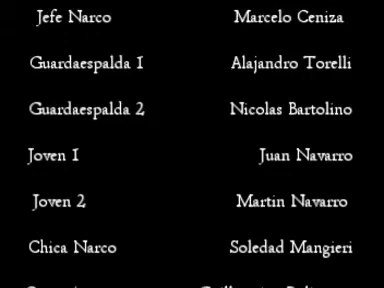 Jefe Narco Marcelo Ceniza
Guardaespalda 1 Alajandro Torelli
Guardaespalda 2 Nicolas Bartolino
Joven 1 Juan Navarro
Joven 2 Martin Navarro
Chica Narco Soledad Mangieri